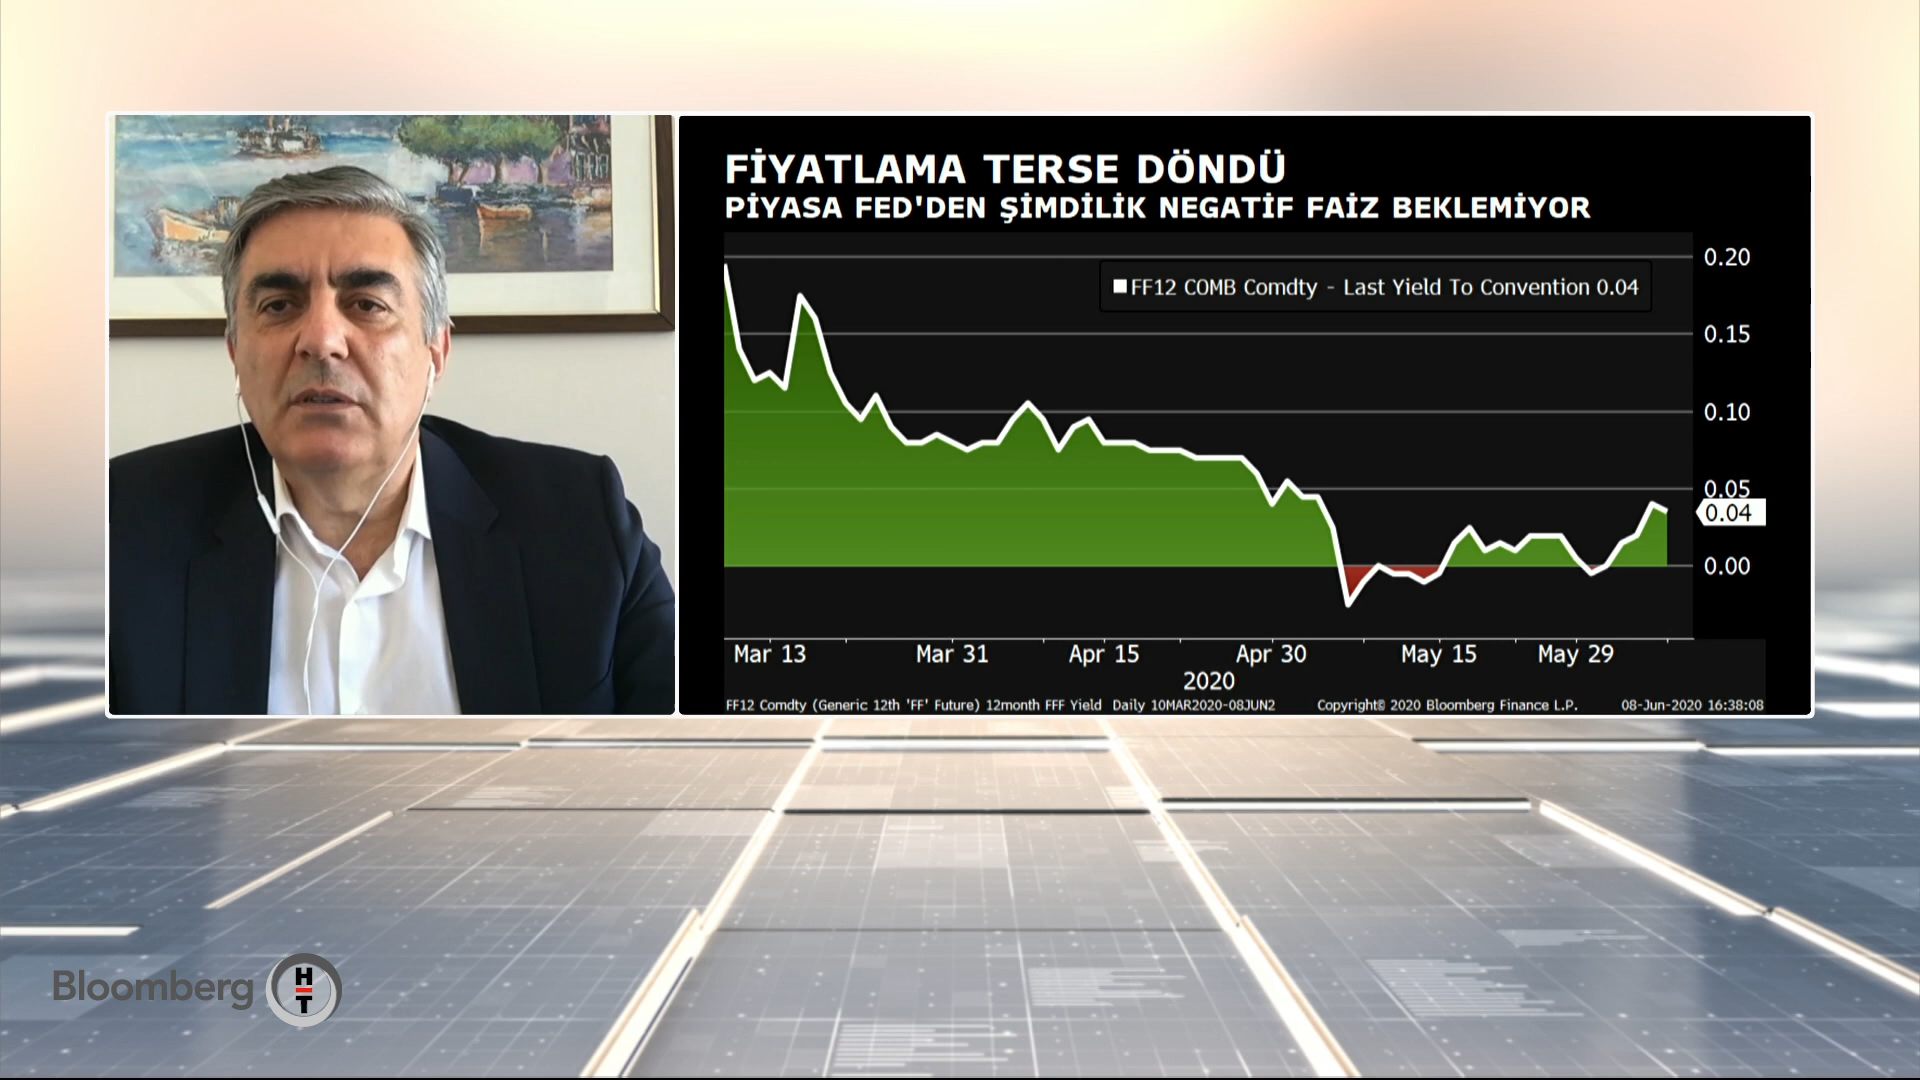 FİYATLAMA TERSE DÖNDÜ
PİYASA FED'DEN ŞİMDİLİK NEGATİF FAİZ BEKLEMİYOR
FF12 COMB Comdty - Last Yield To Convention 0.04
0.20
0.15
0.10
0.05
0.04
0.00
Mar 13 Mar 31 Apr 15 Apr 30 May 15 May 29
2020
FF12 Comdty (Generic 12th 'FF' Future) 12month FFF Yield Daily 10MAR2020-08JUN2 Copyright© 2020 Bloomberg Finance L.P. 08-Jun-2020 16:38:08
Bloomberg HT